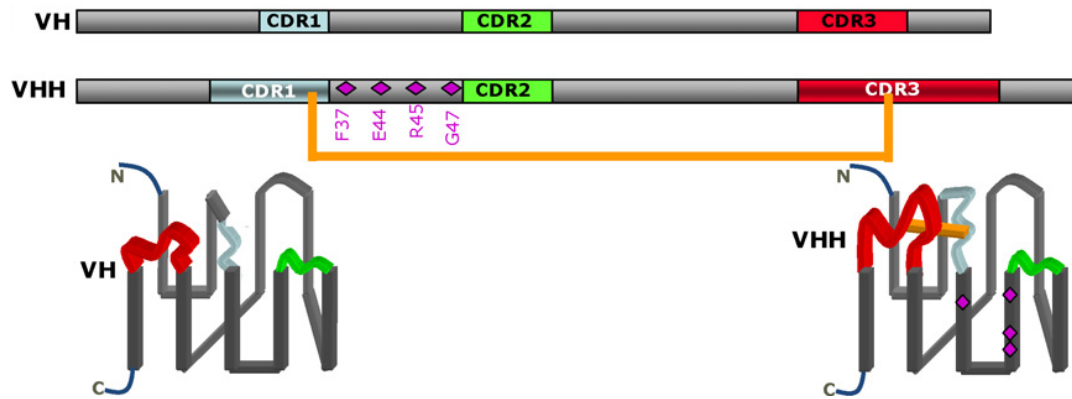 VH CDR1 CDR2 CDR3
VHH CDR1 CDR2 CDR3
F37 E44 R45 G47
N N
VH VHH
C C